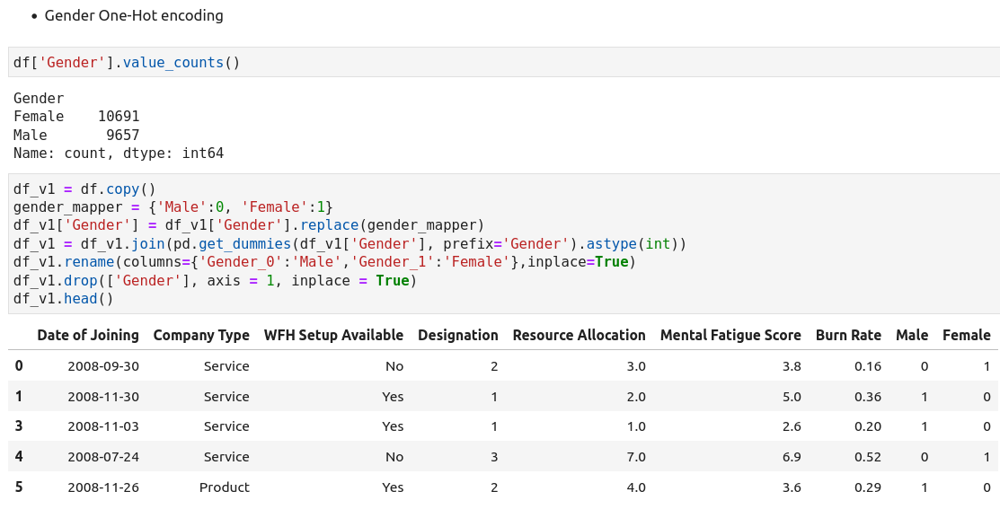 • Gender One-Hot encoding
df['Gender'].value_counts()
Gender
Female    10691
Male       9657
Name: count, dtype: int64
df_v1 = df.copy()
gender_mapper = {'Male':0, 'Female':1}
df_v1['Gender'] = df_v1['Gender'].replace(gender_mapper)
df_v1 = df_v1.join(pd.get_dummies(df_v1['Gender'], prefix='Gender').astype(int))
df_v1.rename(columns={'Gender_0':'Male','Gender_1':'Female'},inplace=True)
df_v1.drop(['Gender'], axis = 1, inplace = True)
df_v1.head()
Date of Joining Company Type WFH Setup Available Designation Resource Allocation Mental Fatigue Score Burn Rate Male Female
0 2008-09-30 Service No 2 3.0 3.8 0.16 0 1
1 2008-11-30 Service Yes 1 2.0 5.0 0.36 1 0
3 2008-11-03 Service Yes 1 1.0 2.6 0.20 1 0
4 2008-07-24 Service No 3 7.0 6.9 0.52 0 1
5 2008-11-26 Product Yes 2 4.0 3.6 0.29 1 0